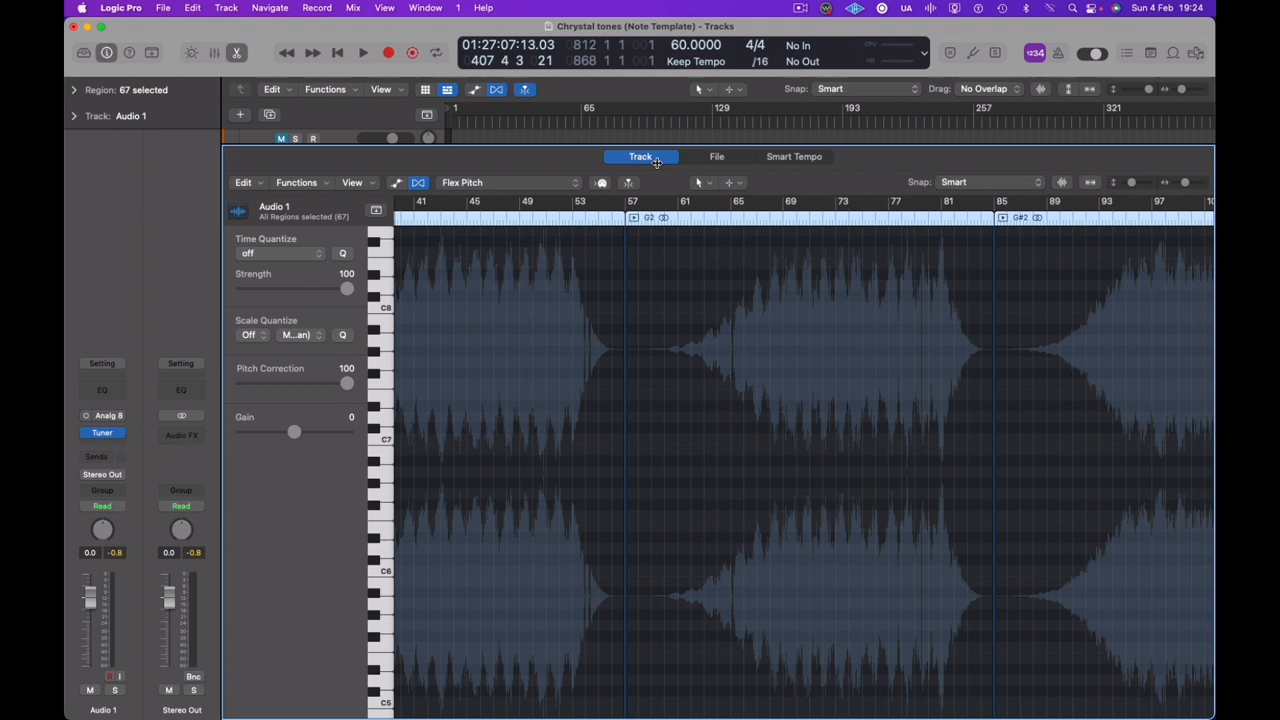 Logic Pro File Edit Track Navigate Record Mix View Window 1 Help UA Sun 4 Feb 19:24
Chrystal tones (Note Template) - Tracks
01:27:07:13.03 0812 1 1 001 60.0000 4/4 No In CPU
407 4 3 021 0868 1 1 001 Keep Tempo /16 No Out 1234
Region: 67 selected Edit Functions View Snap: Smart Drag: No Overlap
Track: Audio 1 1 65 129 193 257 321
M S R
Track File Smart Tempo
Edit Functions View Flex Pitch Snap: Smart
Audio 1
All Regions selected (67)
41 45 49 53 57 61 65 69 73 77 81 85 89 93 97 10
G2 G#2
Time Quantize
off Q
Strength 100
Scale Quantize
Off M...an) Q
Pitch Correction 100
Gain 0
C8
C7
C6
C5
Setting Setting
EQ EQ
Analg 8
Tuner Audio FX
Sends
Stereo Out
Group Group
Read Read
0.0 -0.8 0.0 -0.8
R I Bnc
M S M S
Audio 1 Stereo Out